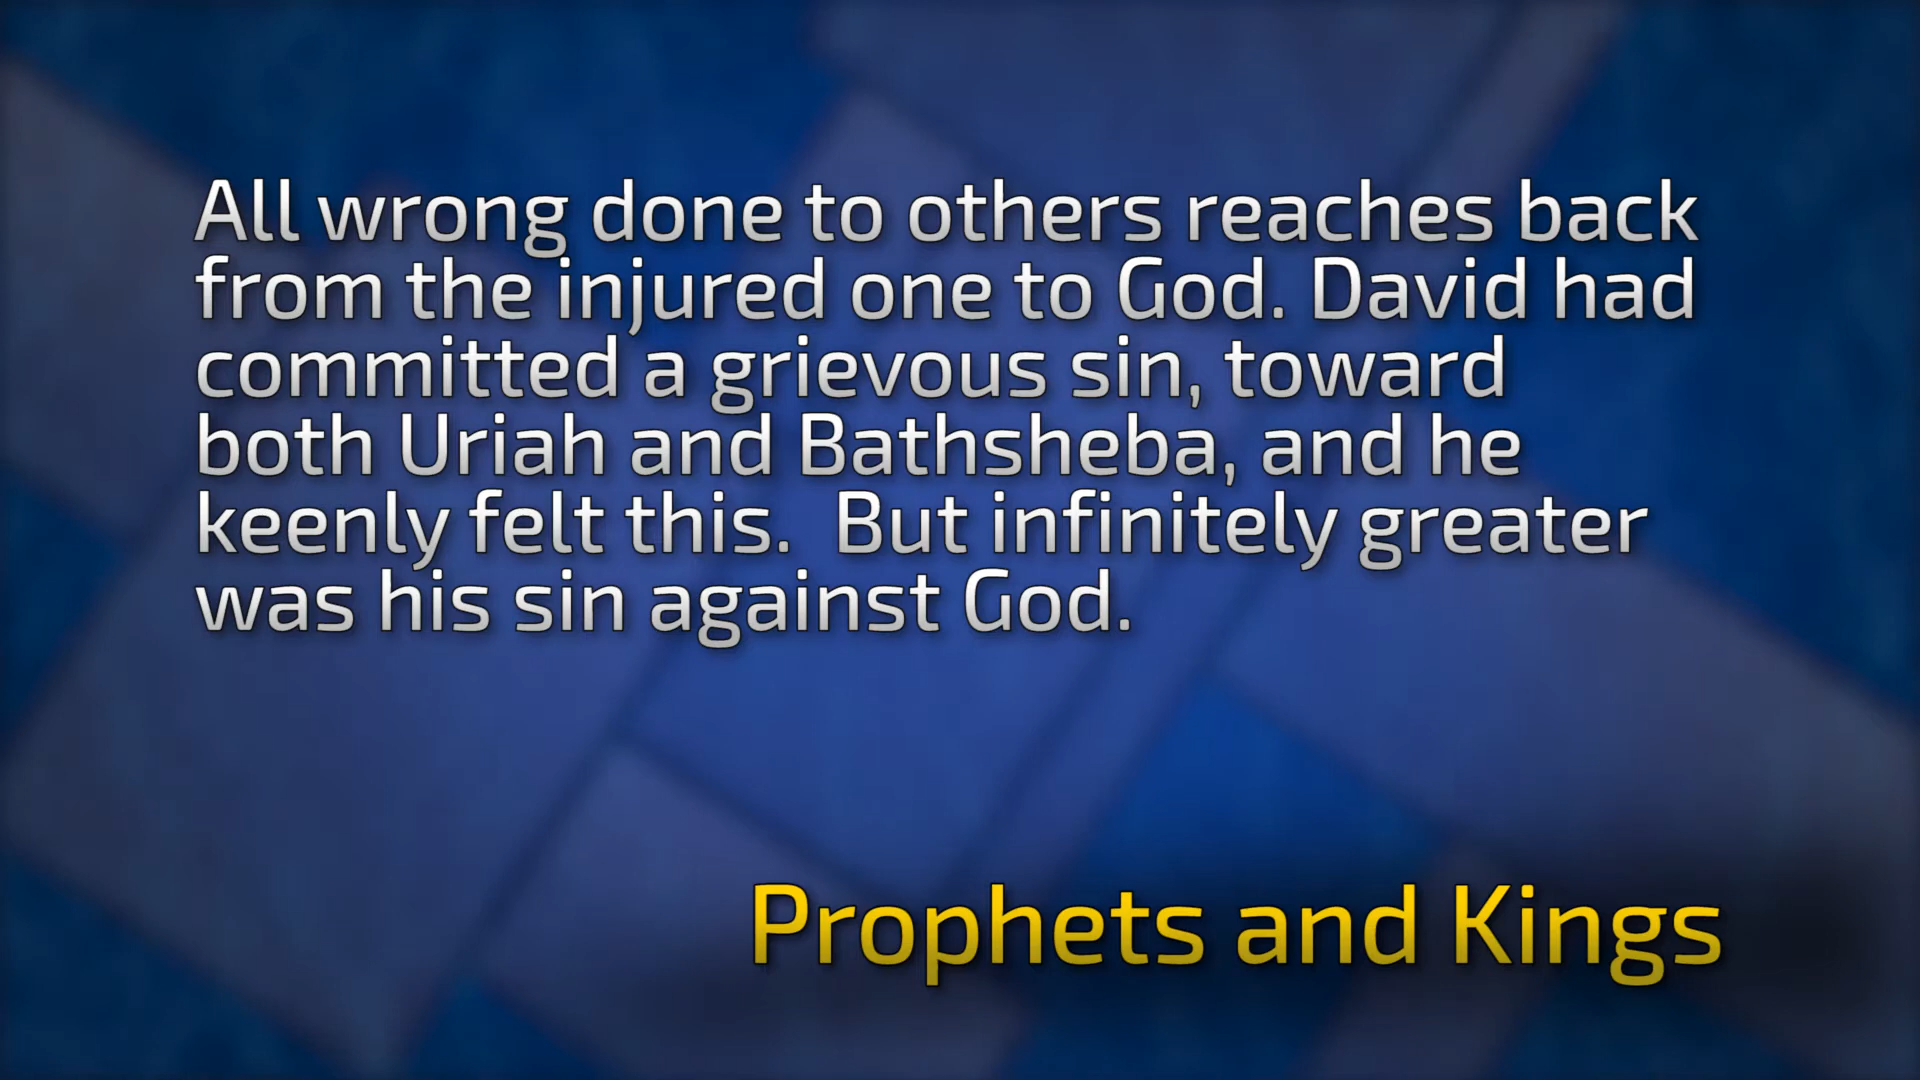 All wrong done to others reaches back
from the injured one to God. David had
committed a grievous sin, toward
both Uriah and Bathsheba, and he
keenly felt this.  But infinitely greater
was his sin against God.
Prophets and Kings